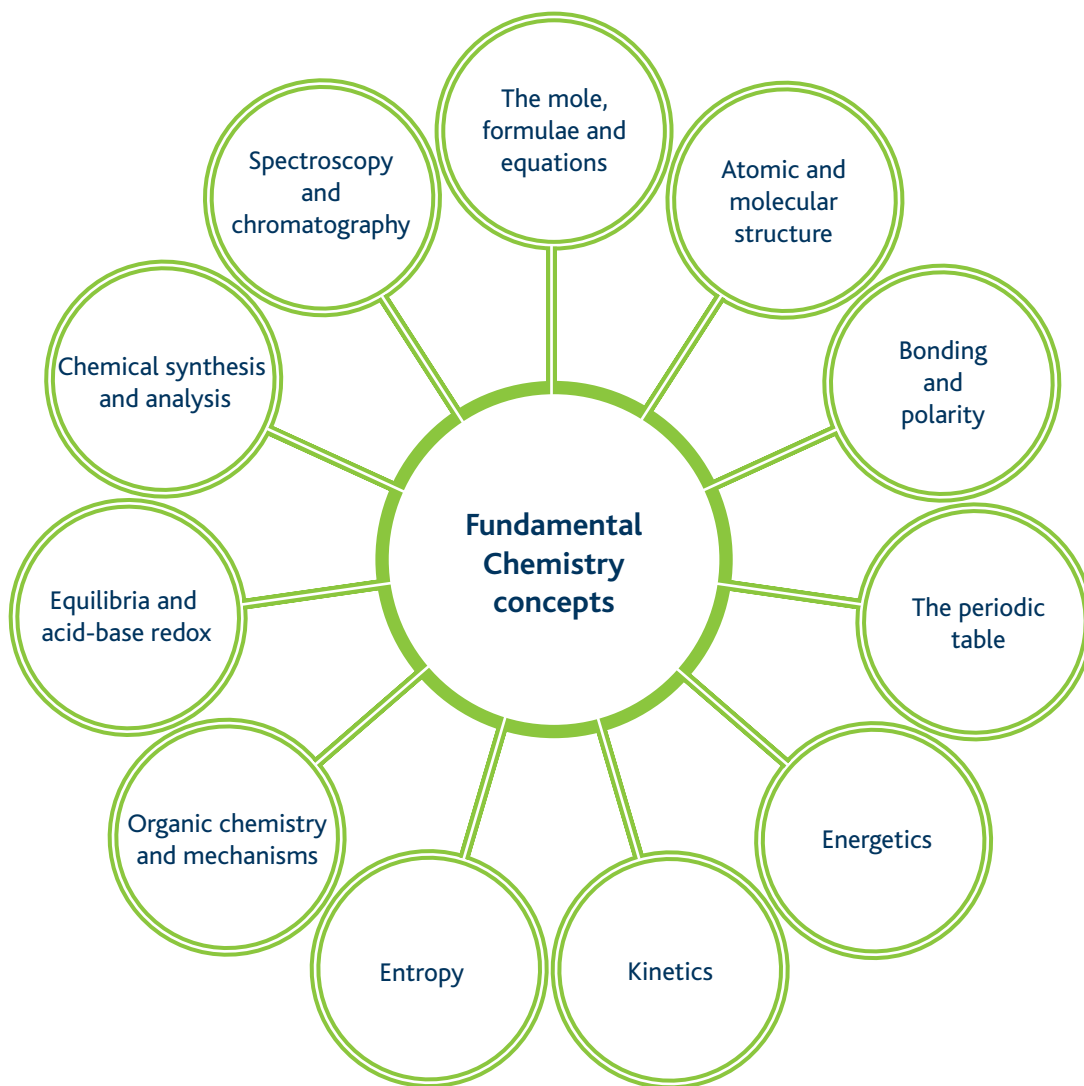 Fundamental
Chemistry
concepts
The mole,
formulae and
equations
Atomic and
molecular
structure
Bonding
and
polarity
The periodic
table
Energetics
Kinetics
Entropy
Organic chemistry
and mechanisms
Equilibria and
acid-base redox
Chemical synthesis
and analysis
Spectroscopy
and
chromatography